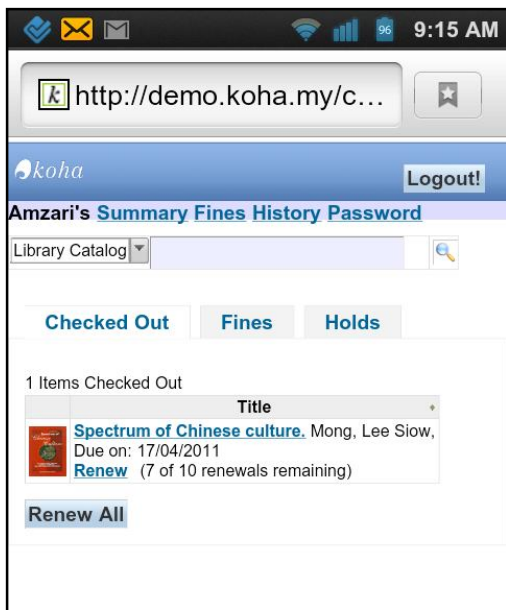 96 9:15 AM
k http://demo.koha.my/c...
koha
Logout!
Amzari's Summary Fines History Password
Library Catalog
Checked Out Fines Holds
1 Items Checked Out
Title
Spectrum of Chinese culture. Mong, Lee Siow,
Due on: 17/04/2011
Renew (7 of 10 renewals remaining)
Renew All